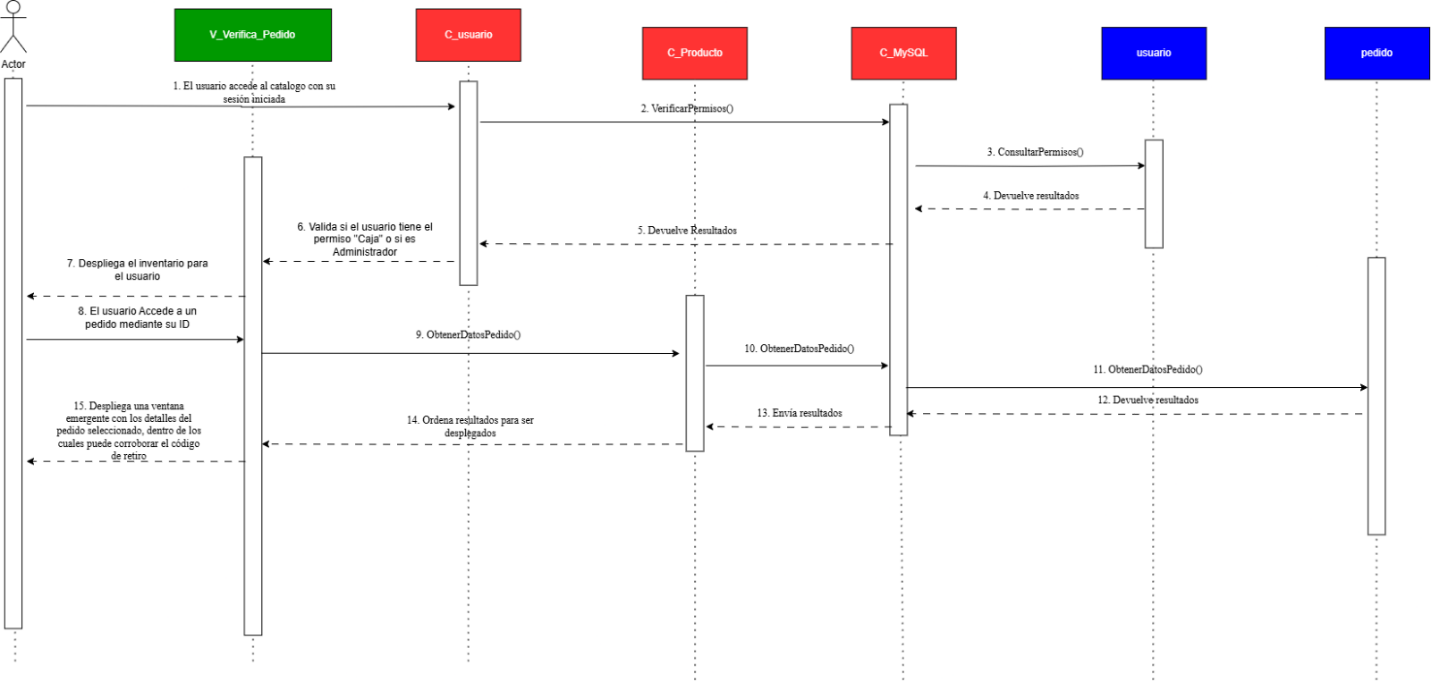 Actor
V_Verifica_Pedido
C_usuario
C_Producto
C_MySQL
usuario
pedido
1. El usuario accede al catalogo con su
sesión iniciada
2. VerificarPermisos()
3. ConsultarPermisos()
4. Devuelve resultados
5. Devuelve Resultados
6. Valida si el usuario tiene el
permiso "Caja" o si es
Administrador
7. Despliega el inventario para
el usuario
8. El usuario Accede a un
pedido mediante su ID
9. ObtenerDatosPedido()
10. ObtenerDatosPedido()
11. ObtenerDatosPedido()
12. Devuelve resultados
13. Envía resultados
14. Ordena resultados para ser
desplegados
15. Despliega una ventana
emergente con los detalles del
pedido seleccionado, dentro de los
cuales puede corroborar el código
de retiro